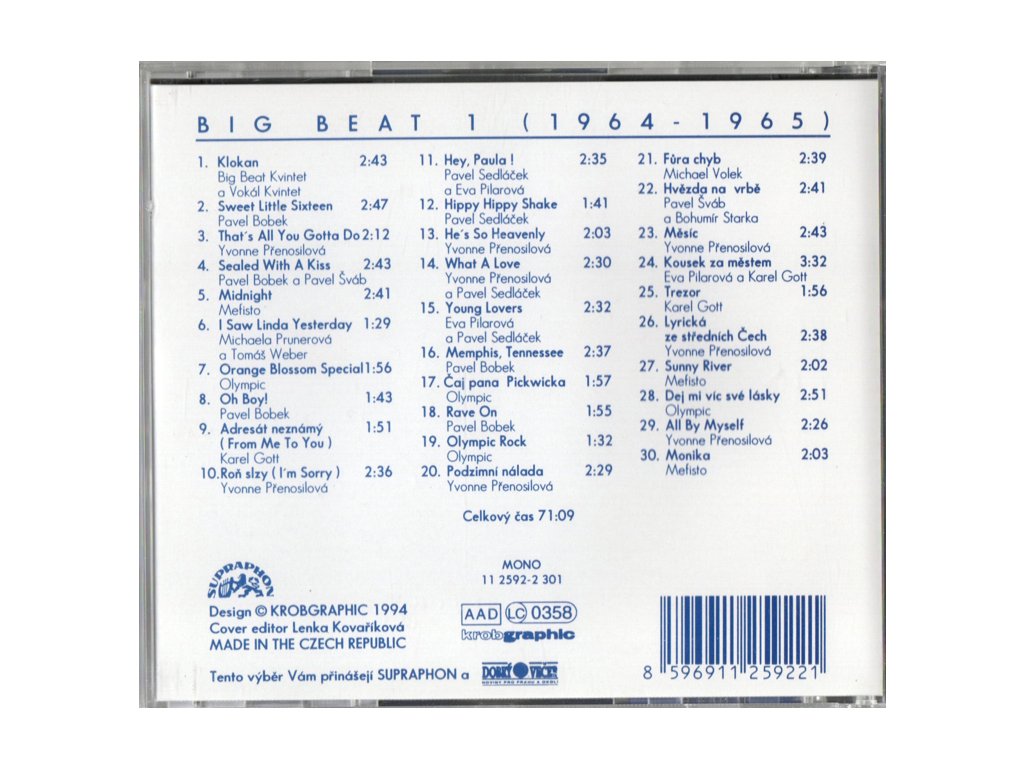 BIG BEAT 1 (1964-1965)
1. Klokan 2:43
Big Beat Kvintet
a Vokál Kvintet
2. Sweet Little Sixteen 2:47
Pavel Bobek
3. That´s All You Gotta Do 2:12
Yvonne Přenosilová
4. Sealed With A Kiss 2:43
Pavel Bobek a Pavel Šváb
5. Midnight 2:41
Mefisto
6. I Saw Linda Yesterday 1:29
Michaela Prunerová
a Tomáš Weber
7. Orange Blossom Special 1:56
Olympic
8. Oh Boy! 1:43
Pavel Bobek
9. Adresát neznámý 1:51
( From Me To You )
Karel Gott
10. Roň slzy ( I´m Sorry ) 2:36
Yvonne Přenosilová
11. Hey, Paula ! 2:35
Pavel Sedláček
a Eva Pilarová
12. Hippy Hippy Shake 1:41
Pavel Sedláček
13. He´s So Heavenly 2:03
Yvonne Přenosilová
14. What A Love 2:30
Yvonne Přenosilová
a Pavel Sedláček
15. Young Lovers 2:32
Eva Pilarová
a Pavel Sedláček
16. Memphis, Tennessee 2:37
Pavel Bobek
17. Čaj pana Pickwicka 1:57
Olympic
18. Rave On 1:55
Pavel Bobek
19. Olympic Rock 1:32
Olympic
20. Podzimní nálada 2:29
Yvonne Přenosilová
21. Fůra chyb 2:39
Michael Volek
22. Hvězda na vrbě 2:41
Pavel Šváb
a Bohumír Starka
23. Měsíc 2:43
Yvonne Přenosilová
24. Kousek za městem 3:32
Eva Pilarová a Karel Gott
25. Trezor 1:56
Karel Gott
26. Lyrická
ze středních Čech 2:38
Yvonne Přenosilová
27. Sunny River 2:02
Mefisto
28. Dej mi víc své lásky 2:51
Olympic
29. All By Myself 2:26
Yvonne Přenosilová
30. Monika 2:03
Mefisto
Celkový čas 71:09
SUPRAPHON
Design © KROBGRAPHIC 1994
Cover editor Lenka Kovaříková
MADE IN THE CZECH REPUBLIC
MONO
11 2592-2 301
AAD LC 0358
krobgraphic
Tento výběr Vám přinášejí SUPRAPHON a
DOBRÝ VEČER
NOVINY PRO PRAHU A OKOLÍ
8 596911 259221